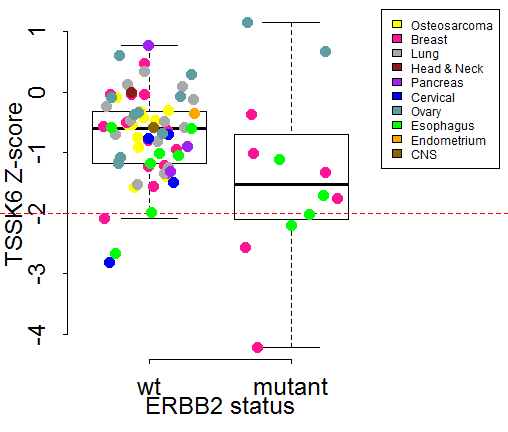 TSSK6 Z-score
1
0
-1
-2
-3
-4
wt
mutant
ERBB2 status
Osteosarcoma
Breast
Lung
Head & Neck
Pancreas
Cervical
Ovary
Esophagus
Endometrium
CNS